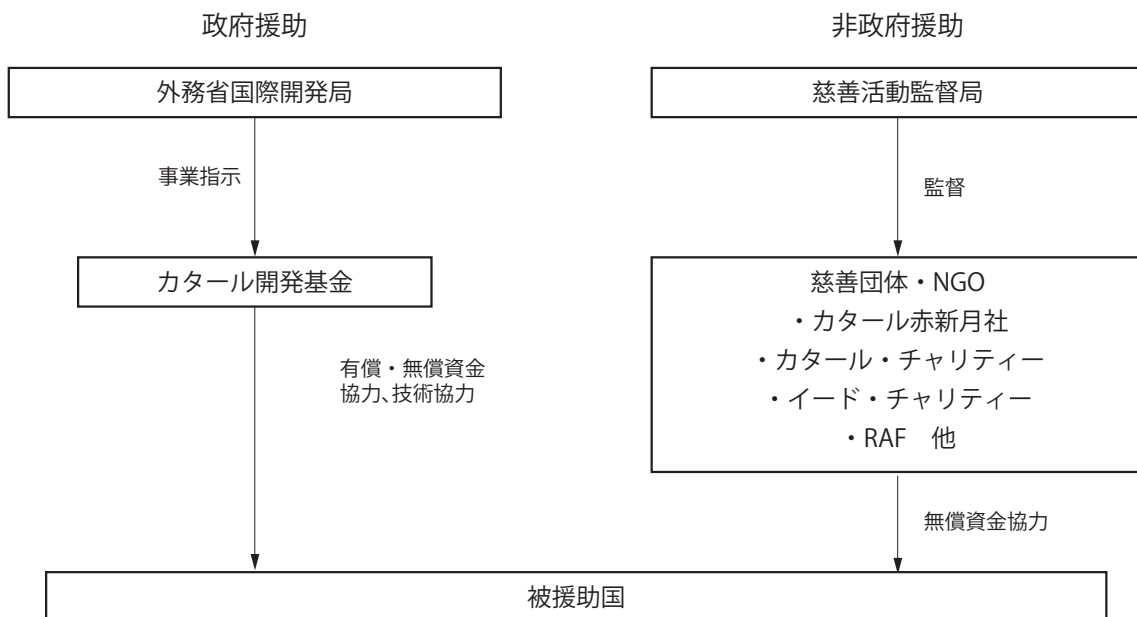 政府援助
外務省国際開発局
事業指示
カタール開発基金
有償・無償資金
協力、技術協力
非政府援助
慈善活動監督局
監督
慈善団体・NGO
・カタール赤新月社
・カタール・チャリティー
・イード・チャリティー
・RAF　他
無償資金協力
被援助国